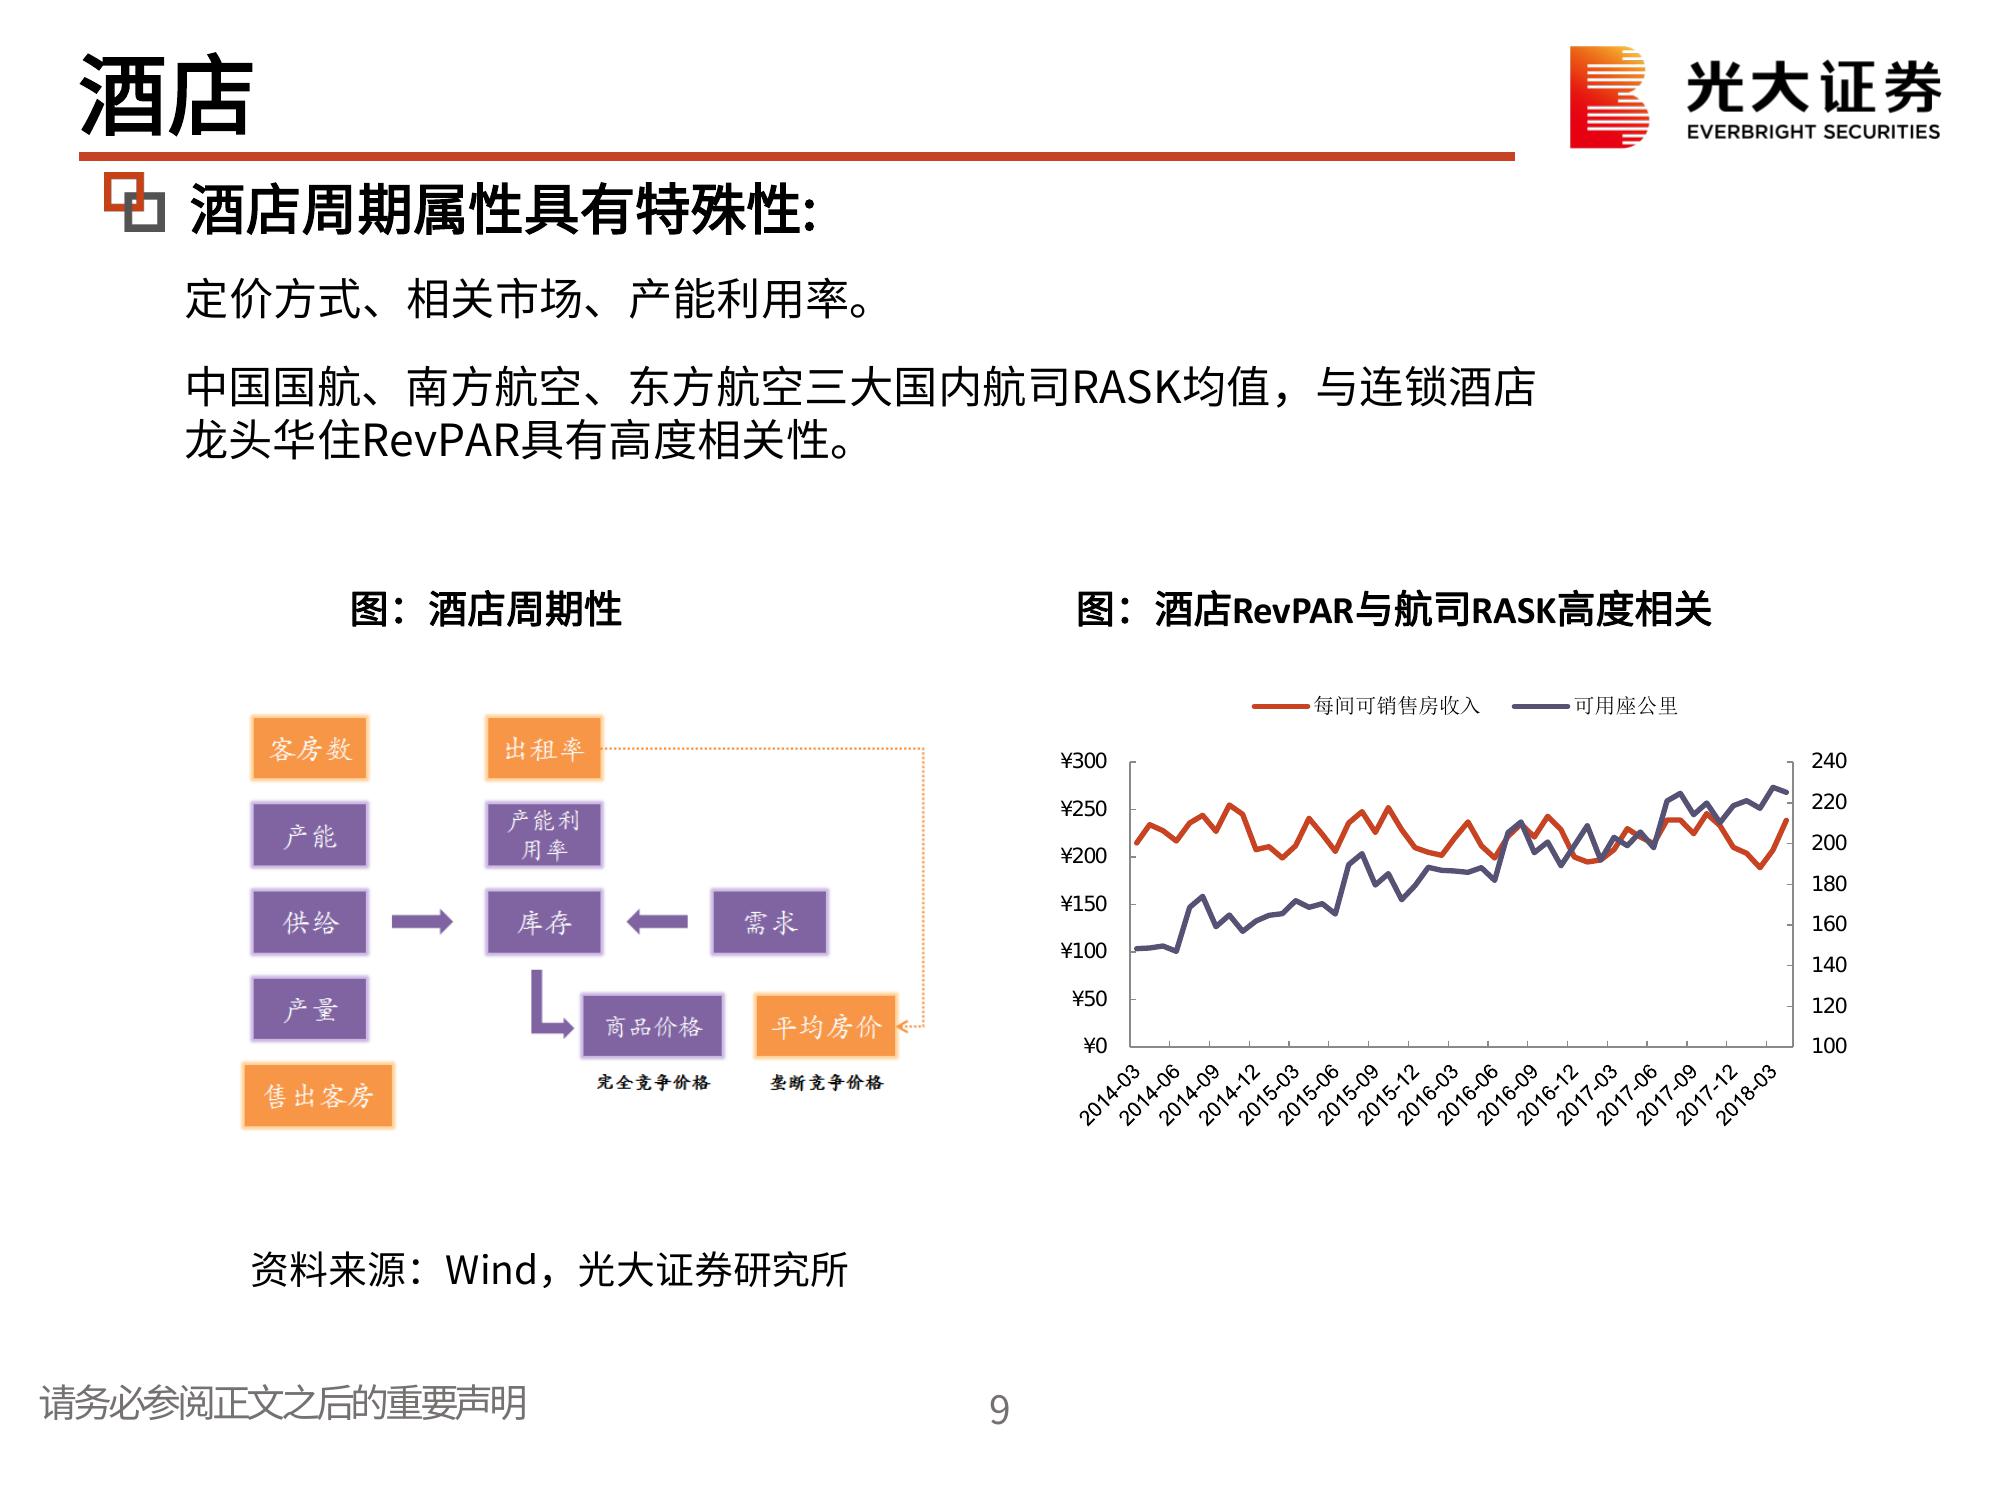 酒店
光大证券
EVERBRIGHT SECURITIES
酒店周期属性具有特殊性:
定价方式、相关市场、产能利用率。
中国国航、南方航空、东方航空三大国内航司RASK均值，与连锁酒店
龙头华住RevPAR具有高度相关性。
图：酒店周期性
客房数
出租率
产能
产能利
用率
供给
库存
需求
产量
商品价格
平均房价
完全竞争价格
垄断竞争价格
售出客房
图：酒店RevPAR与航司RASK高度相关
每间可销售房收入
可用座公里
¥300
¥250
¥200
¥150
¥100
¥50
¥0
240
220
200
180
160
140
120
100
2014-03
2014-06
2014-09
2014-12
2015-03
2015-06
2015-09
2015-12
2016-03
2016-06
2016-09
2016-12
2017-03
2017-06
2017-09
2017-12
2018-03
资料来源：Wind，光大证券研究所
请务必参阅正文之后的重要声明
9